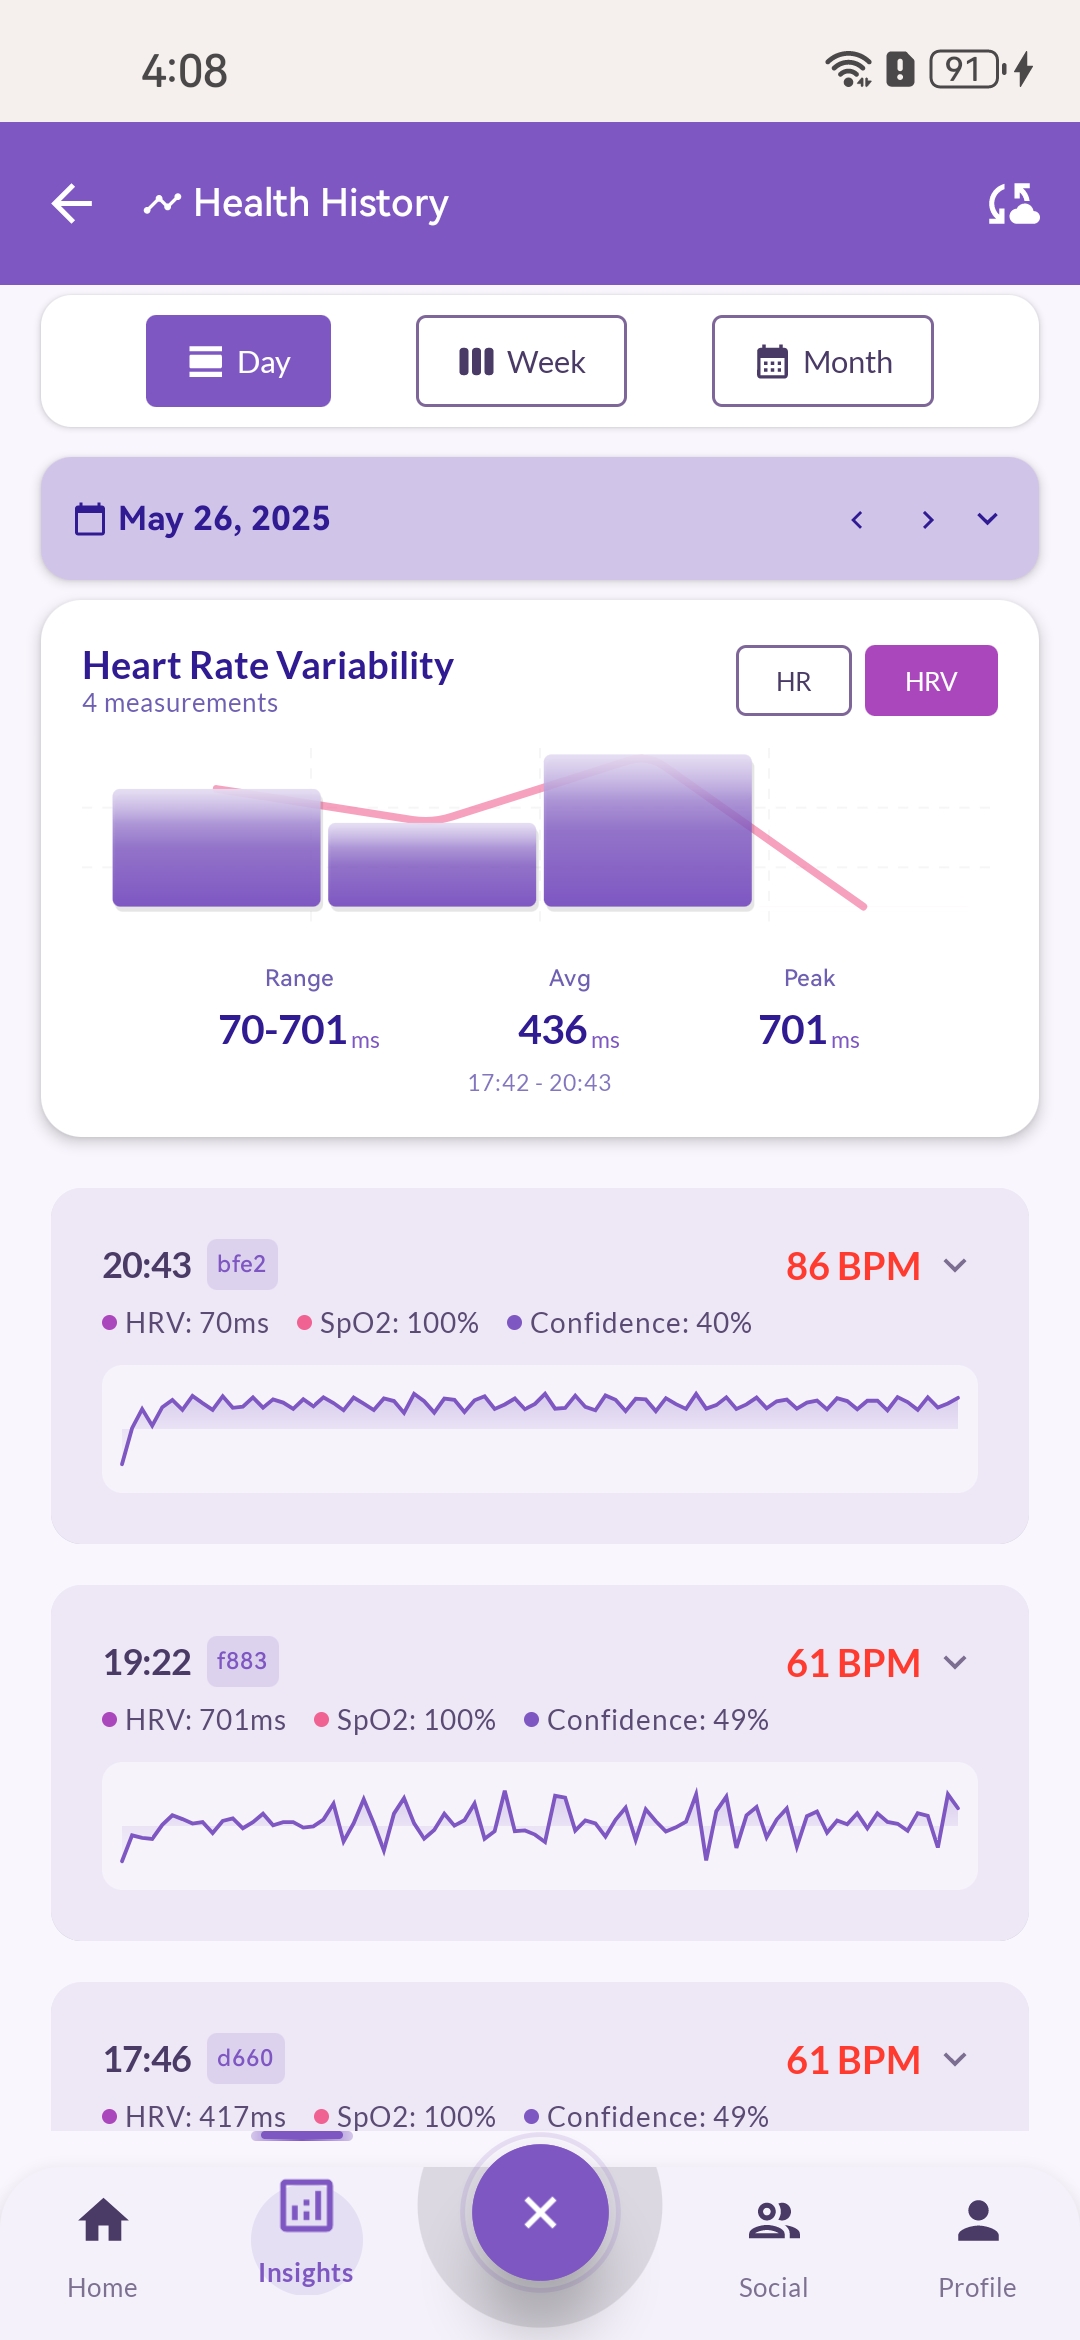 4:08
91
Health History
Day
Week
Month
May 26, 2025
Heart Rate Variability
4 measurements
HR
HRV
Range
Avg
Peak
70-701 ms
436 ms
701 ms
17:42 - 20:43
20:43 bfe2 86 BPM
HRV: 70ms SpO2: 100% Confidence: 40%
19:22 f883 61 BPM
HRV: 701ms SpO2: 100% Confidence: 49%
17:46 d660 61 BPM
HRV: 417ms SpO2: 100% Confidence: 49%
Home
Insights
Social
Profile